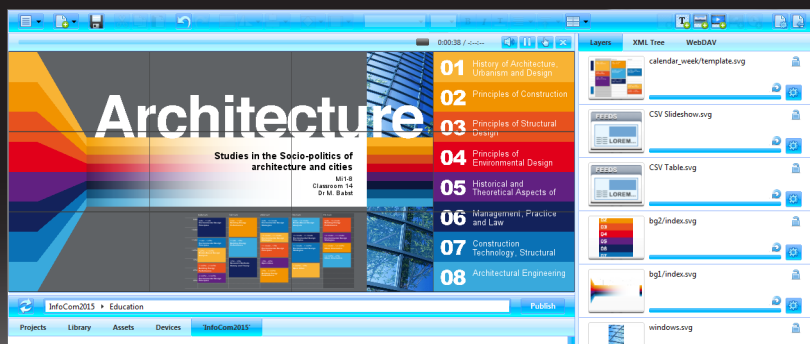 0:00:38 / -:--:--
Layers
XML Tree
WebDAV
Architecture
Studies in the Socio-politics of
architecture and cities
Mi1-8
Classroom 14
Dr M. Babst
01 History of Architecture,
Urbanism and Design
02 Principles of Construction
03 Principles of Structural
Design
04 Principles of
Environmental Design
05 Historical and
Theoretical Aspects of
06 Management, Practice
and Law
07 Construction
Technology, Structural
08 Architectural Engineering
calendar_week/template.svg
CSV Slideshow.svg
FEEDS
LOREM...
CSV Table.svg
FEEDS
LOREM...
bg2/index.svg
bg1/index.svg
windows.svg
InfoCom2015 Education
Publish
Projects
Library
Assets
Devices
'InfoCom2015'